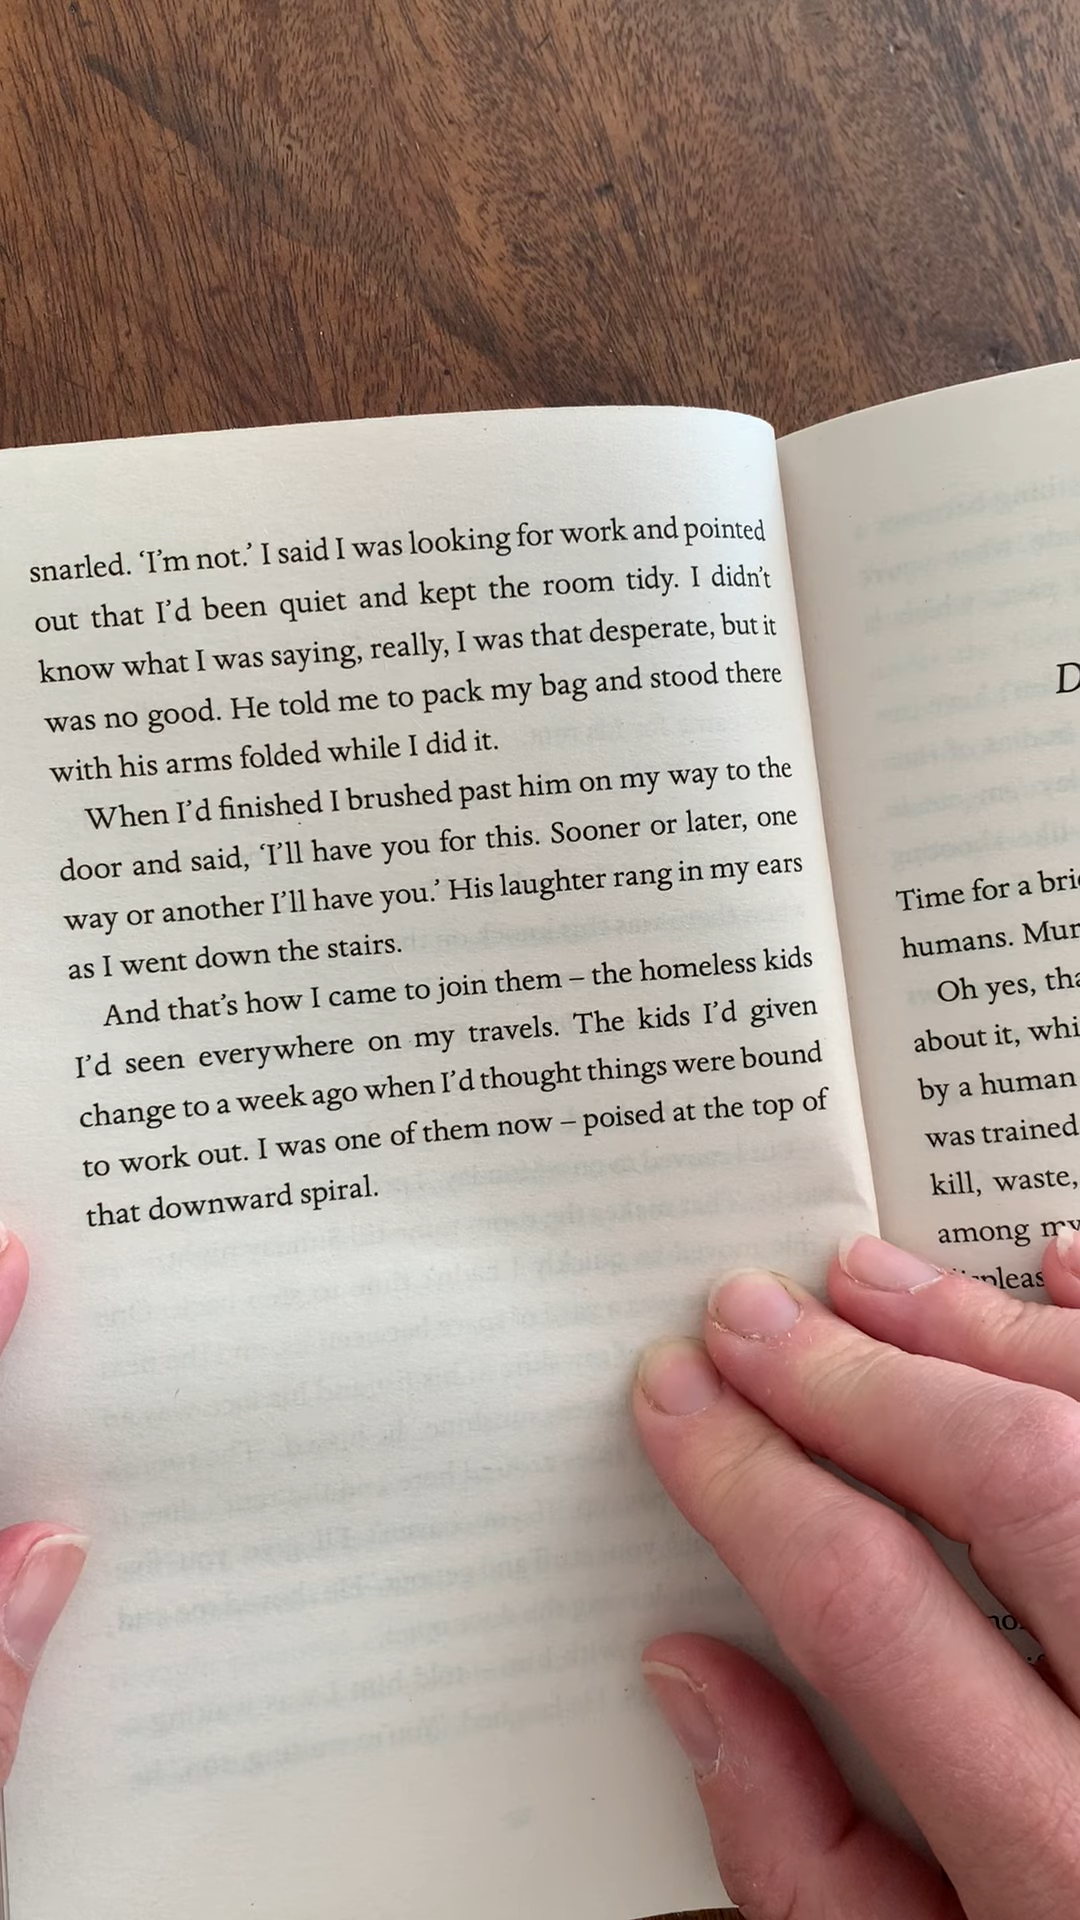 snarled. ‘I’m not.’ I said I was looking for work and pointed
out that I’d been quiet and kept the room tidy. I didn’t
know what I was saying, really, I was that desperate, but it
was no good. He told me to pack my bag and stood there
with his arms folded while I did it.
When I’d finished I brushed past him on my way to the
door and said, ‘I’ll have you for this. Sooner or later, one
way or another I’ll have you.’ His laughter rang in my ears
as I went down the stairs.
And that’s how I came to join them – the homeless kids
I’d seen everywhere on my travels. The kids I’d given
change to a week ago when I’d thought things were bound
to work out. I was one of them now – poised at the top of
that downward spiral.
D
Time for a
humans.
Oh yes,
about it,
by a human
was trained
kill, waste,
among